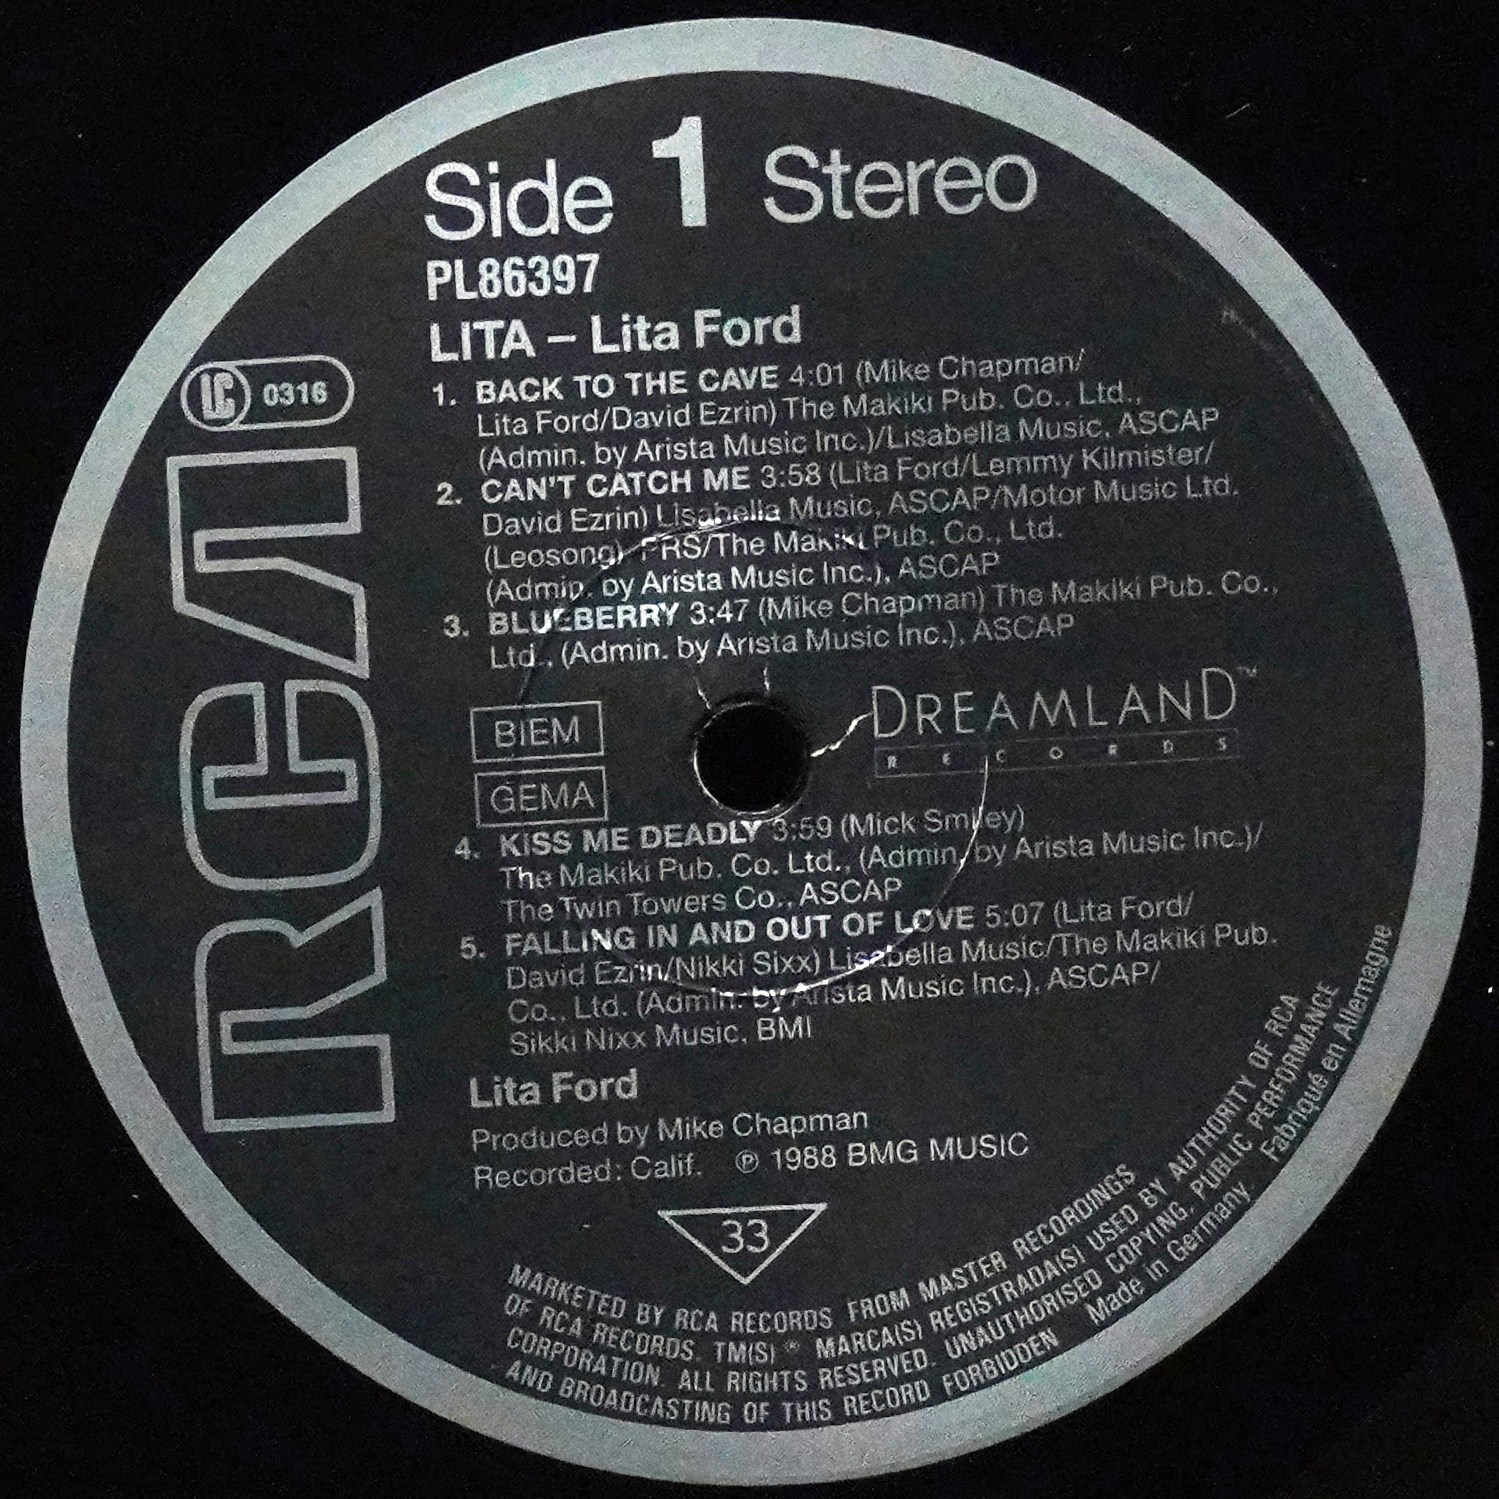 Side 1 Stereo
PL86397
LITA – Lita Ford
LC 0316
RCA
1. BACK TO THE CAVE 4:01 (Mike Chapman/
Lita Ford/David Ezrin) The Makiki Pub. Co., Ltd.,
(Admin. by Arista Music Inc.)/Lisabella Music, ASCAP
2. CAN'T CATCH ME 3:58 (Lita Ford/Lemmy Kilmister/
David Ezrin) Lisabella Music, ASCAP/Motor Music Ltd.
(Leosong), PRS/The Makiki Pub. Co., Ltd.
(Admin. by Arista Music Inc.), ASCAP
3. BLUEBERRY 3:47 (Mike Chapman) The Makiki Pub. Co.,
Ltd., (Admin. by Arista Music Inc.), ASCAP
BIEM
GEMA
DREAMLAND™
RECORDS
4. KISS ME DEADLY 3:59 (Mick Smiley)
The Makiki Pub. Co. Ltd., (Admin. by Arista Music Inc.)/
The Twin Towers Co., ASCAP
5. FALLING IN AND OUT OF LOVE 5:07 (Lita Ford/
David Ezrin/Nikki Sixx) Lisabella Music/The Makiki Pub.
Co., Ltd. (Admin. by Arista Music Inc.), ASCAP/
Sikki Nixx Music, BMI
Lita Ford
Produced by Mike Chapman
Recorded: Calif. ℗ 1988 BMG MUSIC
33
MARKETED BY RCA RECORDS FROM MASTER RECORDINGS
OF RCA RECORDS. TM(S) ® MARCA(S) REGISTRADA(S) USED BY AUTHORITY OF RCA
CORPORATION. ALL RIGHTS RESERVED. UNAUTHORISED COPYING, PUBLIC PERFORMANCE
AND BROADCASTING OF THIS RECORD FORBIDDEN Made in Germany. Fabriqué en Allemagne